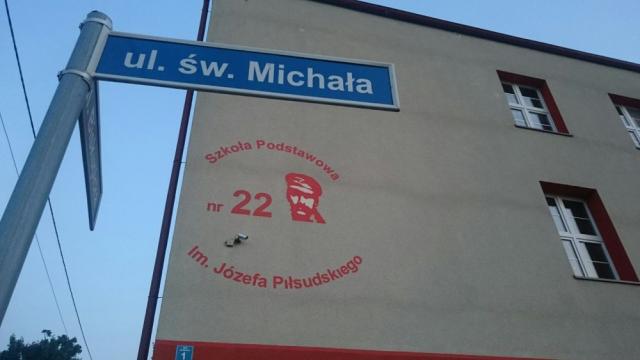 ul. św. Michała
Szkoła Podstawowa
nr 22
Im. Józefa Piłsudskiego
1